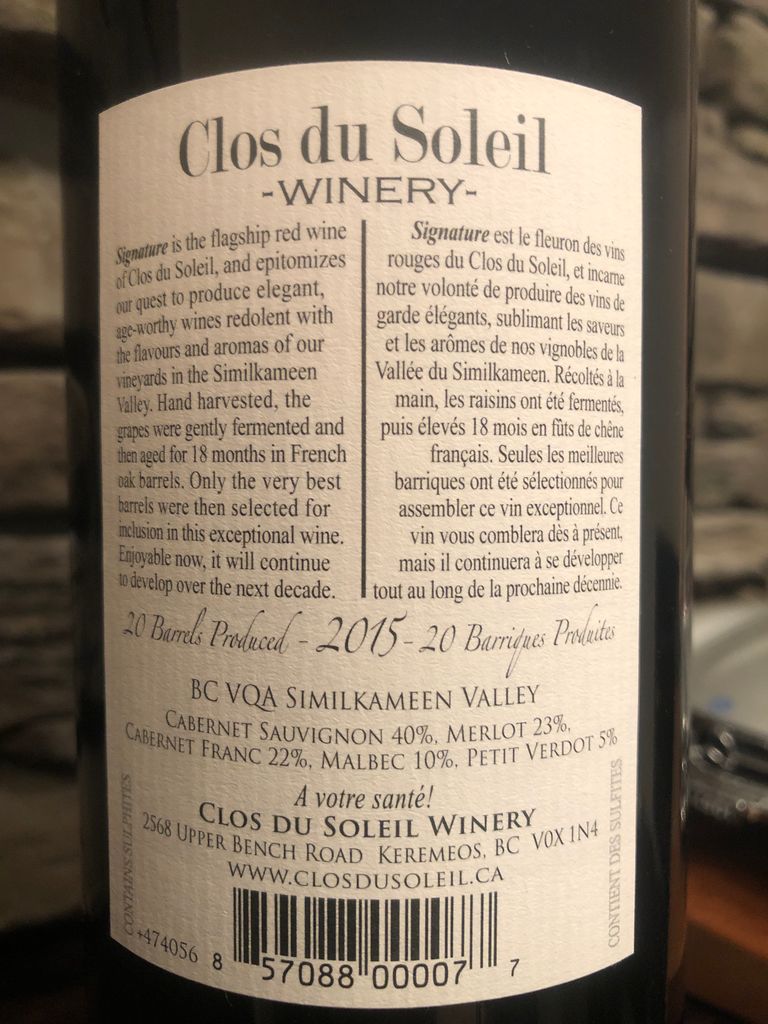 Clos du Soleil
-WINERY-
Signature is the flagship red wine
of Clos du Soleil, and epitomizes
our quest to produce elegant,
age-worthy wines redolent with
the flavours and aromas of our
vineyards in the Similkameen
Valley. Hand harvested, the
grapes were gently fermented and
then aged for 18 months in French
oak barrels. Only the very best
barrels were then selected for
inclusion in this exceptional wine.
Enjoyable now, it will continue
to develop over the next decade.
Signature est le fleuron des vins
rouges du Clos du Soleil, et incarne
notre volonté de produire des vins de
garde élégants, sublimant les saveurs
et les arômes de nos vignobles de la
Vallée du Similkameen. Récoltés à la
main, les raisins ont été fermentés,
puis élevés 18 mois en fûts de chêne
français. Seules les meilleures
barriques ont été sélectionnés pour
assembler ce vin exceptionnel. Ce
vin vous comblera dès à présent,
mais il continuera à se développer
tout au long de la prochaine décennie.
20 Barrels Produced - 2015 - 20 Barriques Produites
BC VQA SIMILKAMEEN VALLEY
CABERNET SAUVIGNON 40%, MERLOT 23%,
CABERNET FRANC 22%, MALBEC 10%, PETIT VERDOT 5%
A votre santé!
CLOS DU SOLEIL WINERY
2568 UPPER BENCH ROAD KEREMEOS, BC V0X 1N4
WWW.CLOSDUSOLEIL.CA
CONTAINS SULPHITES
CONTIENT DES SULFITES
+474056
8 57088 00007 7